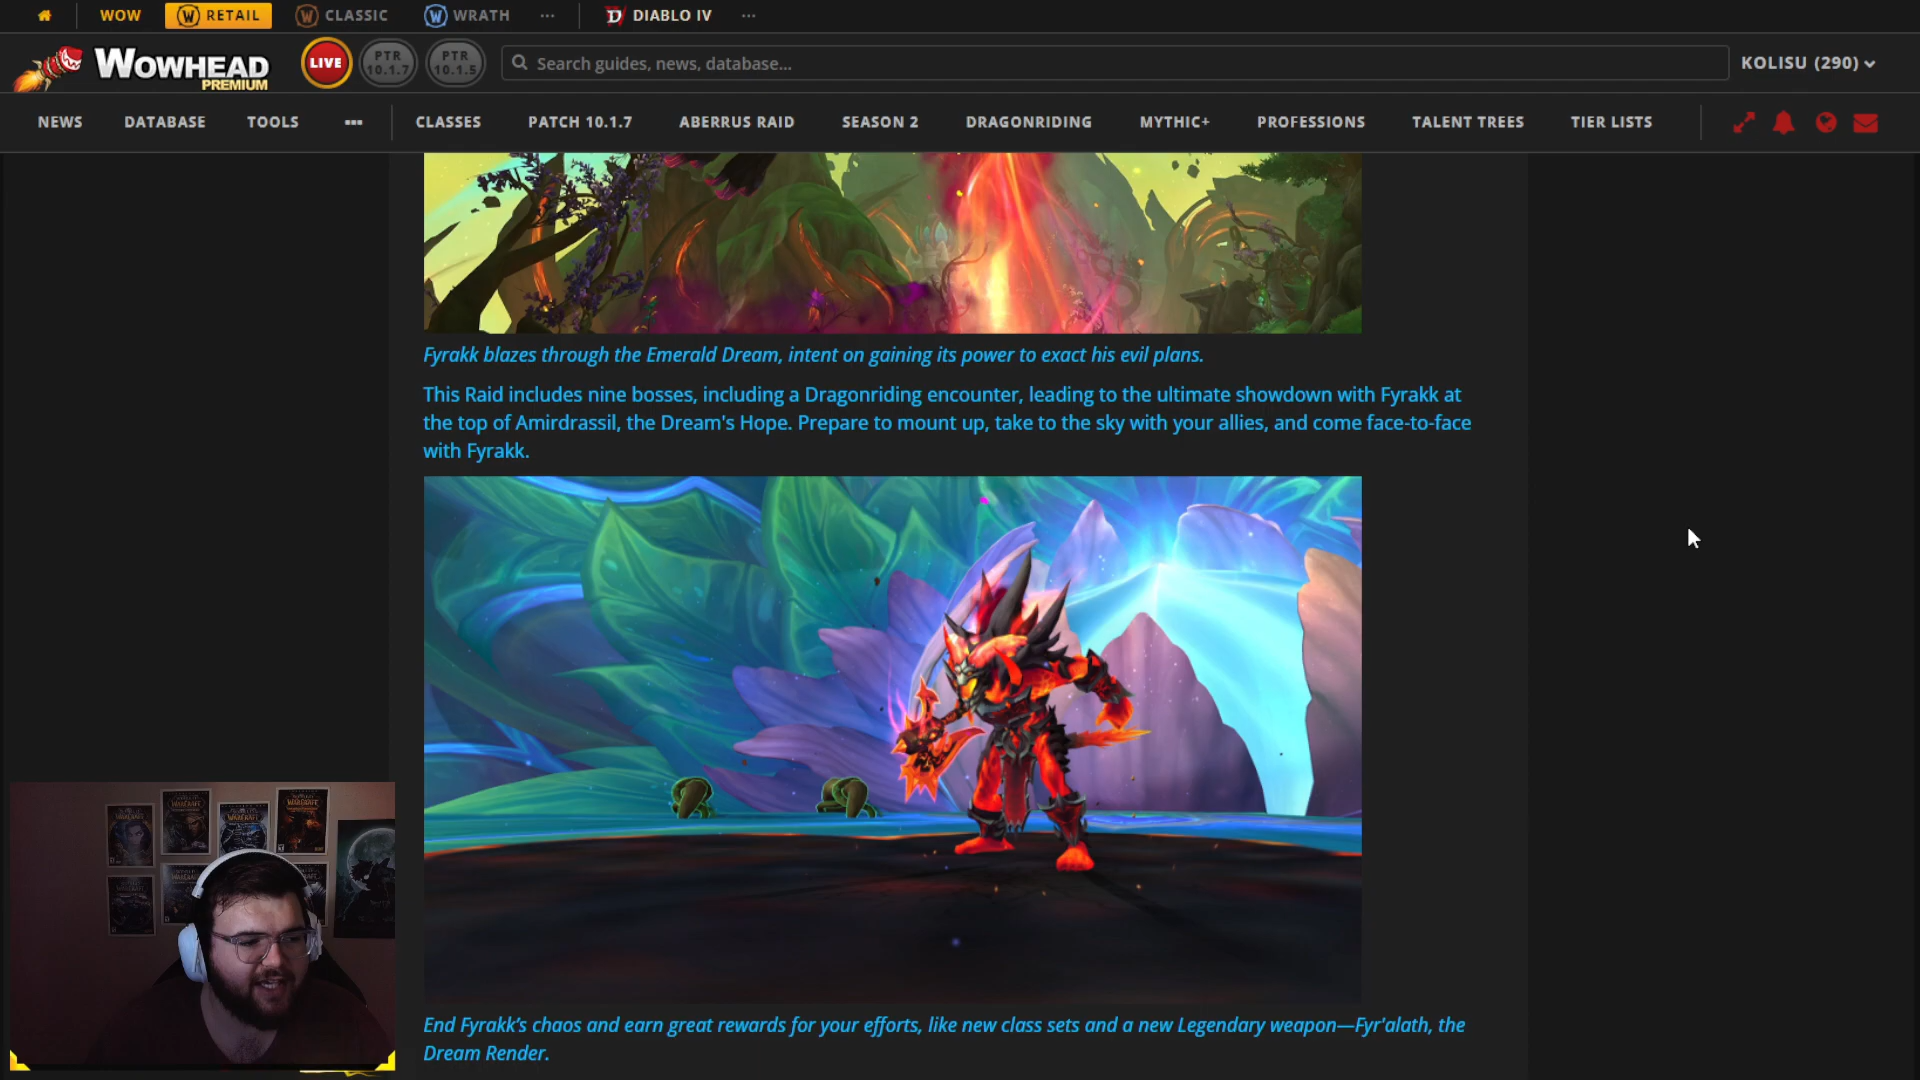 WOW
RETAIL
CLASSIC
WRATH
DIABLO IV
WOWHEAD
PREMIUM
LIVE
PTR
10.1.7
PTR
10.1.5
Search guides, news, database...
KOLISU (290)
NEWS
DATABASE
TOOLS
CLASSES
PATCH 10.1.7
ABERRUS RAID
SEASON 2
DRAGONRIDING
MYTHIC+
PROFESSIONS
TALENT TREES
TIER LISTS
Fyrakk blazes through the Emerald Dream, intent on gaining its power to exact his evil plans.
This Raid includes nine bosses, including a Dragonriding encounter, leading to the ultimate showdown with Fyrakk at
the top of Amirdrassil, the Dream's Hope. Prepare to mount up, take to the sky with your allies, and come face-to-face
with Fyrakk.
End Fyrakk's chaos and earn great rewards for your efforts, like new class sets and a new Legendary weapon—Fyr'alath, the
Dream Render.